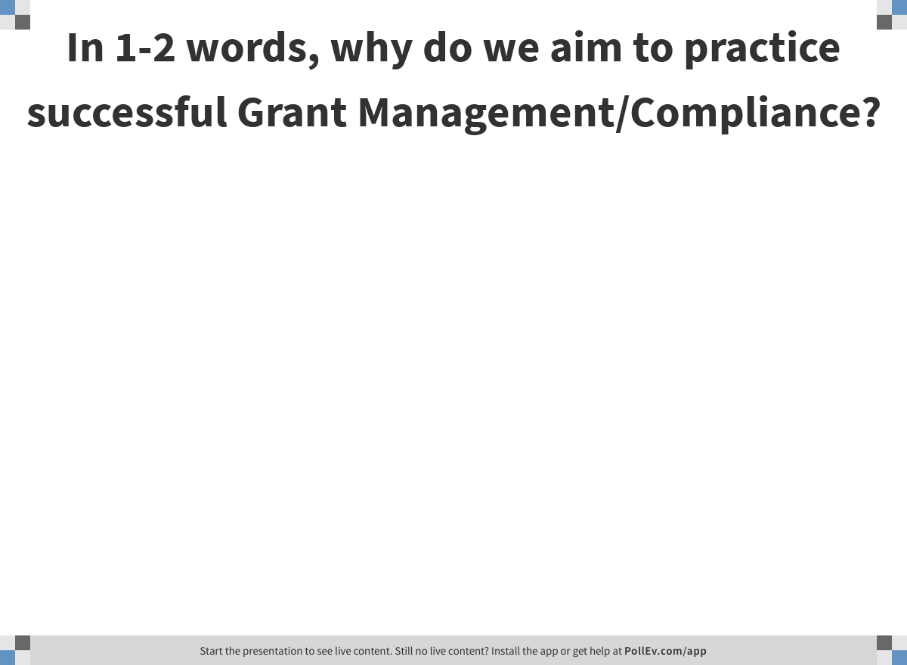 In 1-2 words, why do we aim to practice
successful Grant Management/Compliance?
Start the presentation to see live content. Still no live content? Install the app or get help at PollEv.com/app